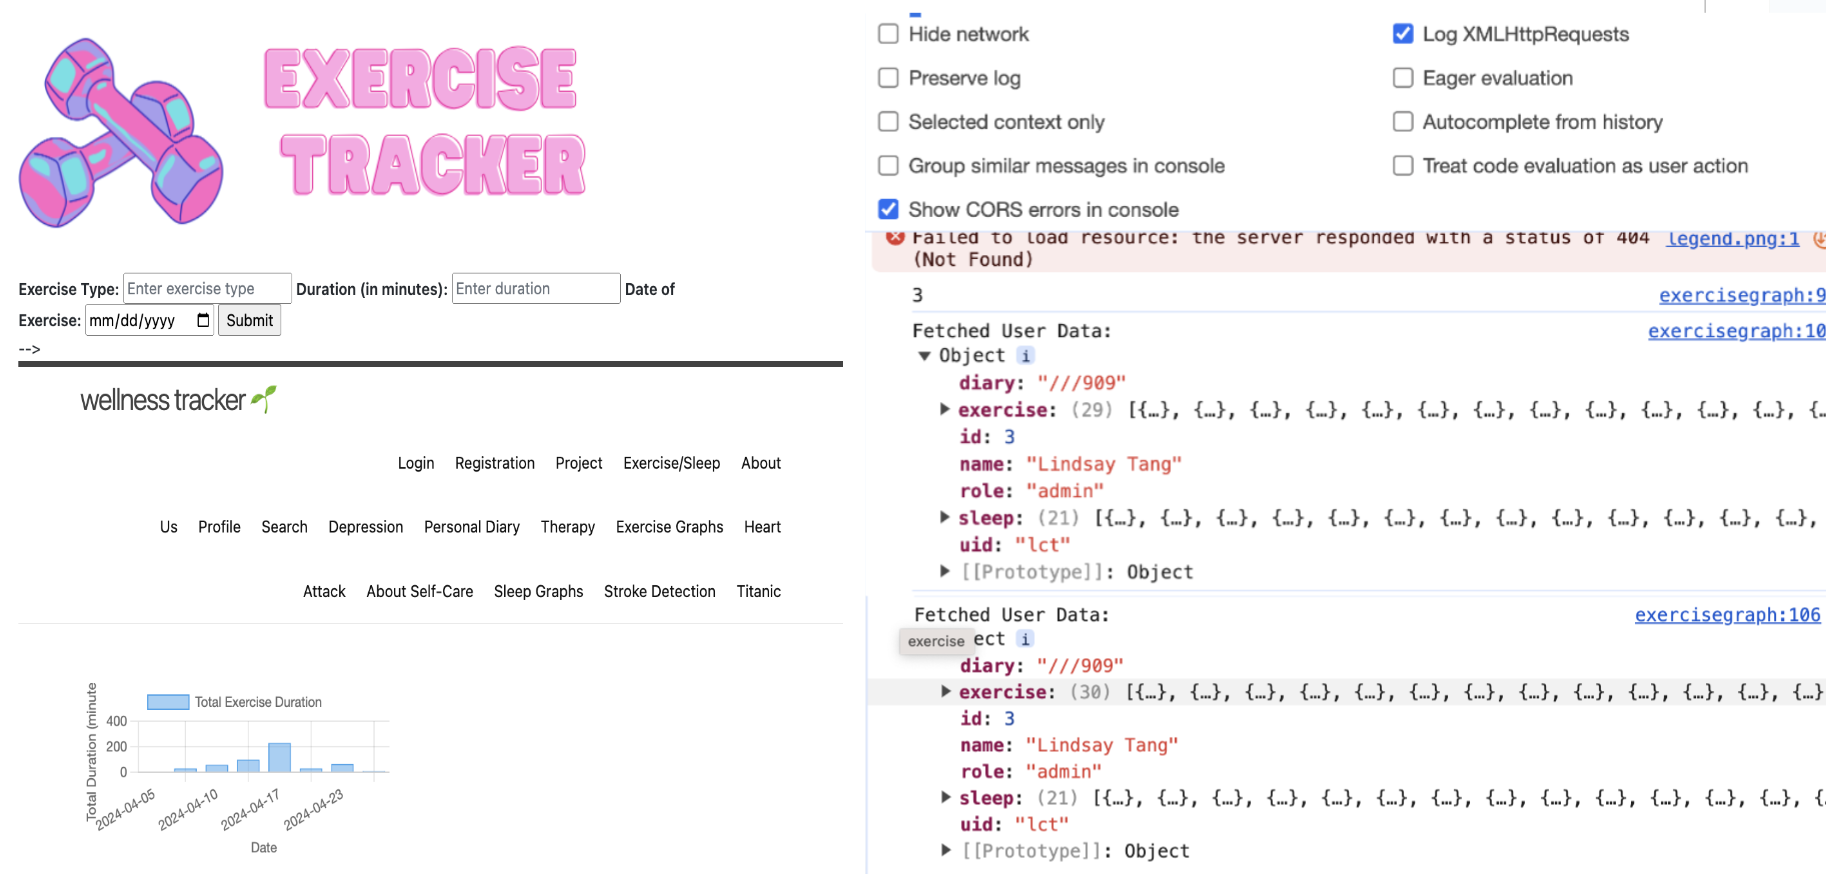 EXERCISE
TRACKER
Exercise Type: Enter exercise type Duration (in minutes): Enter duration Date of
Exercise: mm/dd/yyyy Submit
-->
wellness tracker
Login Registration Project Exercise/Sleep About
Us Profile Search Depression Personal Diary Therapy Exercise Graphs Heart
Attack About Self-Care Sleep Graphs Stroke Detection Titanic
Total Exercise Duration
Total Duration (minute
400
200
0
2024-04-05
2024-04-10
2024-04-17
2024-04-23
Date
Hide network
Log XMLHttpRequests
Preserve log
Eager evaluation
Selected context only
Autocomplete from history
Group similar messages in console
Treat code evaluation as user action
Show CORS errors in console
Failed to load resource: the server responded with a status of 404 legend.png:1
(Not Found)
3 exercisegraph:9
Fetched User Data: exercisegraph:10
▼ Object i
diary: "///909"
▶ exercise: (29) [{…}, {…}, {…}, {…}, {…}, {…}, {…}, {…}, {…}, {…}, {…}, {…}, {…
id: 3
name: "Lindsay Tang"
role: "admin"
▶ sleep: (21) [{…}, {…}, {…}, {…}, {…}, {…}, {…}, {…}, {…}, {…}, {…}, {…}, {…},
uid: "lct"
▶ [[Prototype]]: Object
Fetched User Data: exercisegraph:106
exercise ect i
diary: "///909"
▶ exercise: (30) [{…}, {…}, {…}, {…}, {…}, {…}, {…}, {…}, {…}, {…}, {…}, {…}, {…}
id: 3
name: "Lindsay Tang"
role: "admin"
▶ sleep: (21) [{…}, {…}, {…}, {…}, {…}, {…}, {…}, {…}, {…}, {…}, {…}, {…}, {…}, {
uid: "lct"
▶ [[Prototype]]: Object